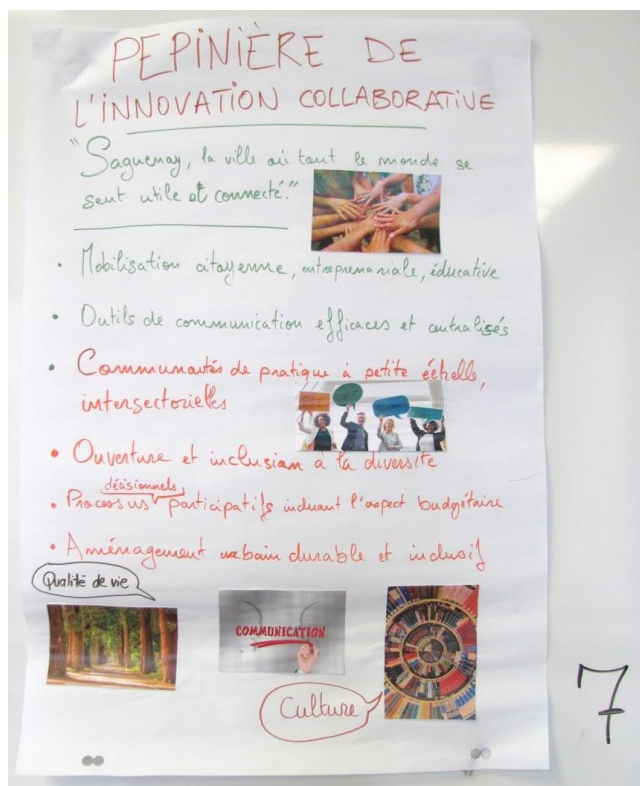 PEPINIÈRE DE
L'INNOVATION COLLABORATIVE
"Saguenay, la ville où tout le monde se
sent utile et connecté."
• Mobilisation citoyenne, entreprenariale, éducative
• Outils de communication efficaces et centralisés
• Communautés de pratique à petite échelle,
intersectorielles
• Ouverture et inclusion à la diversité
décisionnels
• Processus participatifs incluant l'aspect budgétaire
• Aménagement urbain durable et inclusif
Qualité de vie
COMMUNICATION
Culture
7